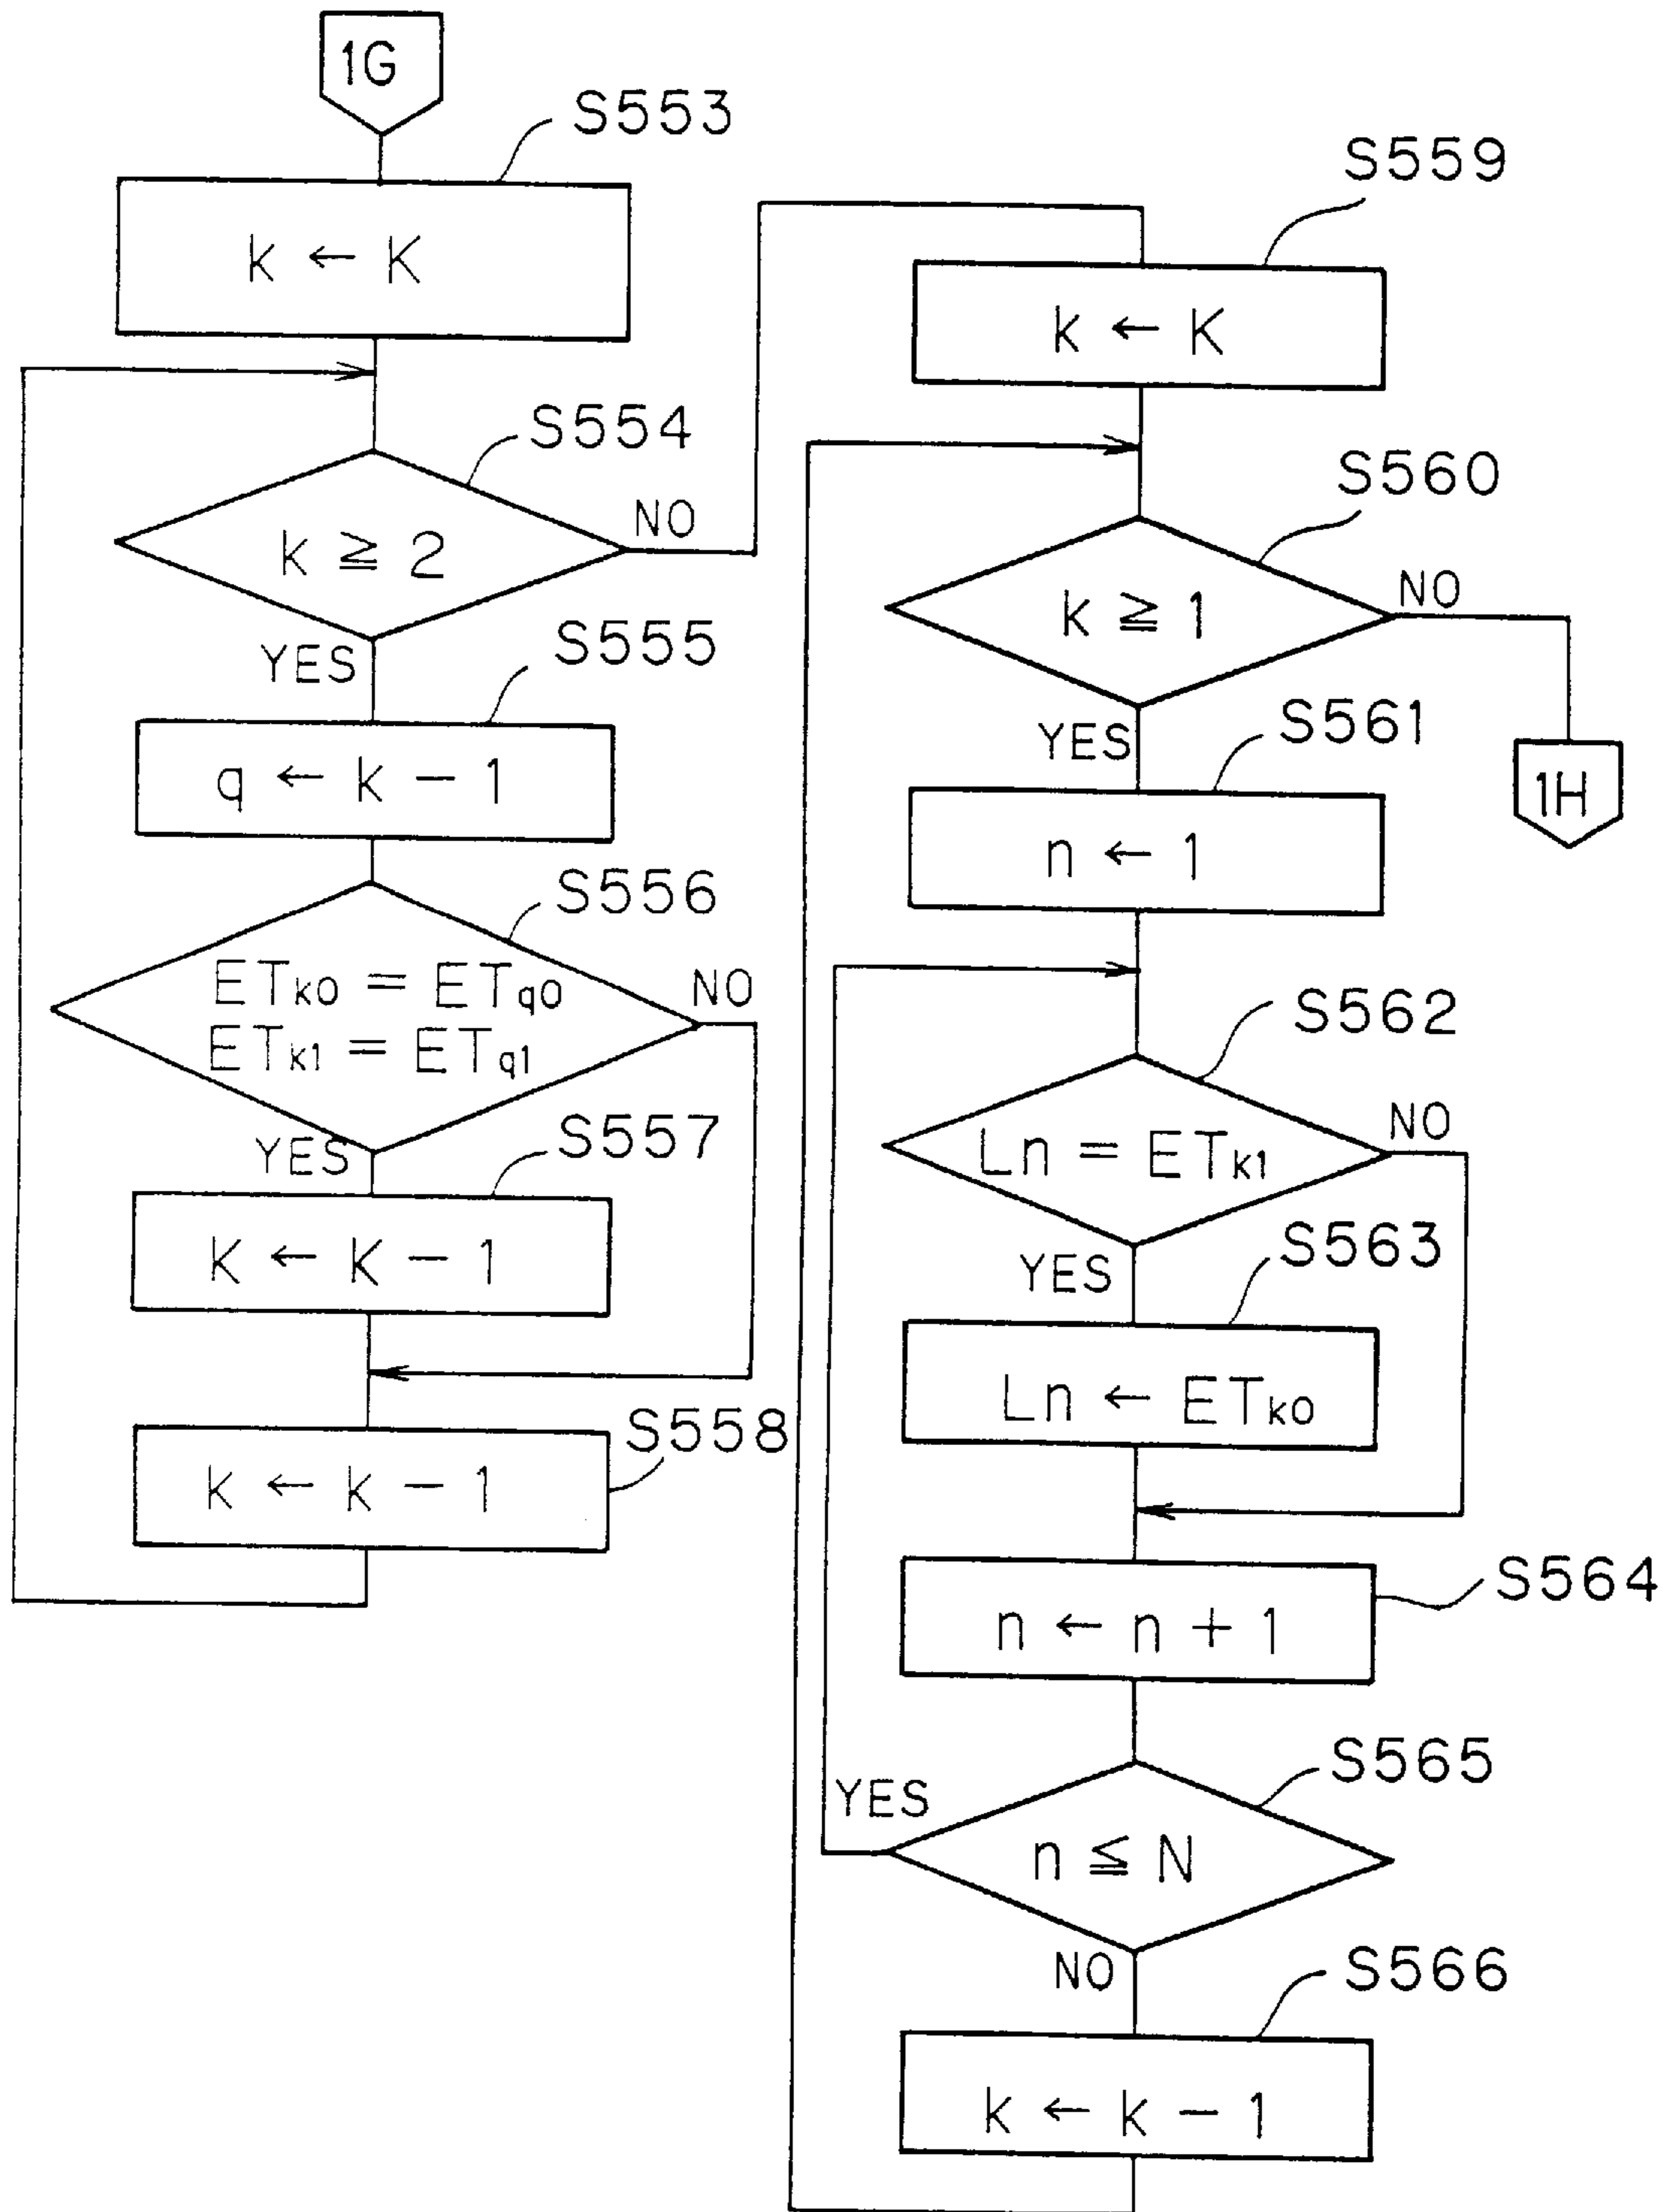 1G
S553
k ← K
S554
k ≧ 2
NO
YES
S555
q ← k − 1
S556
ETk0 = ETq0
ETk1 = ETq1
NO
YES
S557
K ← K − 1
S558
k ← k − 1
S559
k ← K
S560
k ≧ 1
NO
1H
YES
S561
n ← 1
S562
Ln = ETk1
NO
YES
S563
Ln ← ETk0
S564
n ← n + 1
S565
YES
n ≦ N
NO
S566
k ← k − 1